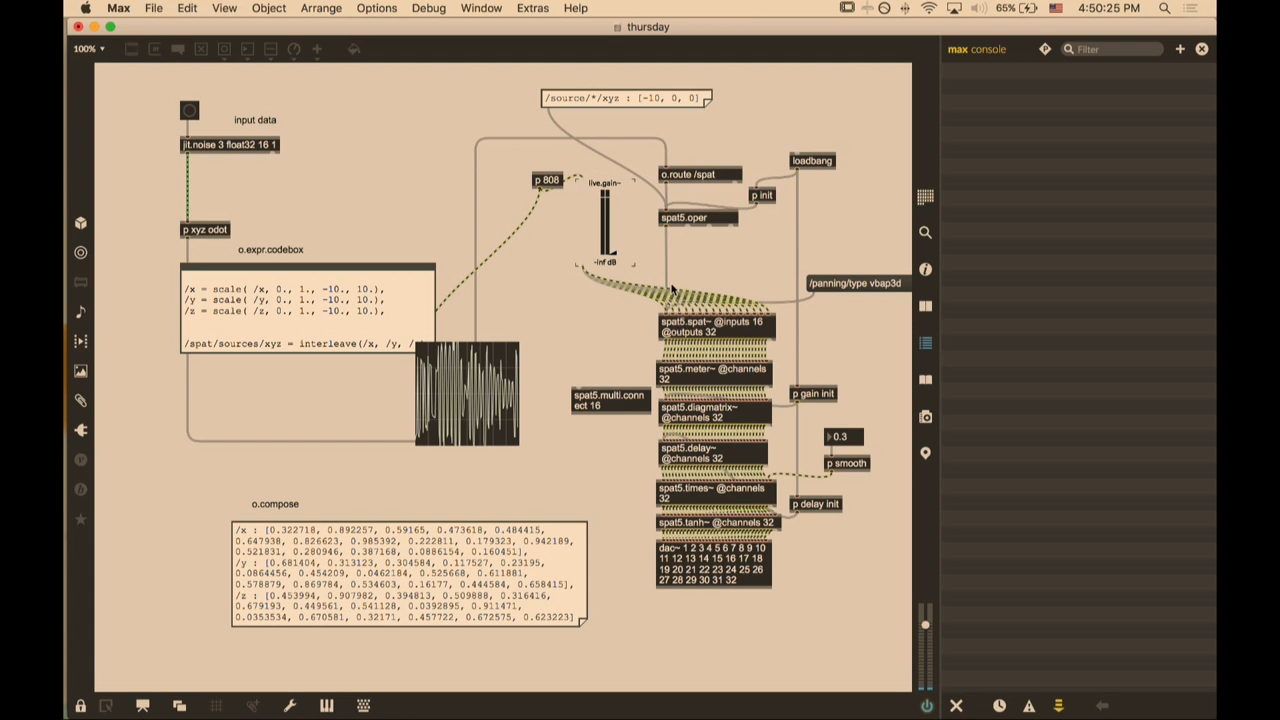 Max File Edit View Object Arrange Options Debug Window Extras Help
65% 4:50:25 PM
thursday
100%
max console
Filter
/source/*/xyz : [-10, 0, 0]
input data
jit.noise 3 float32 16 1
loadbang
o.route /spat
p 808
live.gain~
p init
spat5.oper
p xyz odot
o.expr.codebox
-inf dB
/x = scale( /x, 0., 1., -10., 10.),
/y = scale( /y, 0., 1., -10., 10.),
/z = scale( /z, 0., 1., -10., 10.),
/spat/sources/xyz = interleave(/x, /y, /
/panning/type vbap3d
spat5.spat~ @inputs 16
@outputs 32
spat5.meter~ @channels
32
spat5.multi.conn
ect 16
p gain init
spat5.diagmatrix~
@channels 32
0.3
spat5.delay~
@channels 32
p smooth
spat5.times~ @channels
32
p delay init
spat5.tanh~ @channels 32
dac~ 1 2 3 4 5 6 7 8 9 10
11 12 13 14 15 16 17 18
19 20 21 22 23 24 25 26
27 28 29 30 31 32
o.compose
/x : [0.322718, 0.892257, 0.59165, 0.473618, 0.484415,
0.647938, 0.826623, 0.985392, 0.222811, 0.179323, 0.942189,
0.521831, 0.280946, 0.387168, 0.0886154, 0.160451],
/y : [0.681404, 0.313123, 0.304584, 0.117527, 0.23195,
0.0864456, 0.454209, 0.0462184, 0.525668, 0.611881,
0.578879, 0.869784, 0.534603, 0.16177, 0.444584, 0.658415],
/z : [0.453994, 0.907982, 0.394813, 0.509888, 0.316416,
0.679193, 0.449561, 0.541128, 0.0392895, 0.911471,
0.0353534, 0.670581, 0.32171, 0.457722, 0.672575, 0.623223]